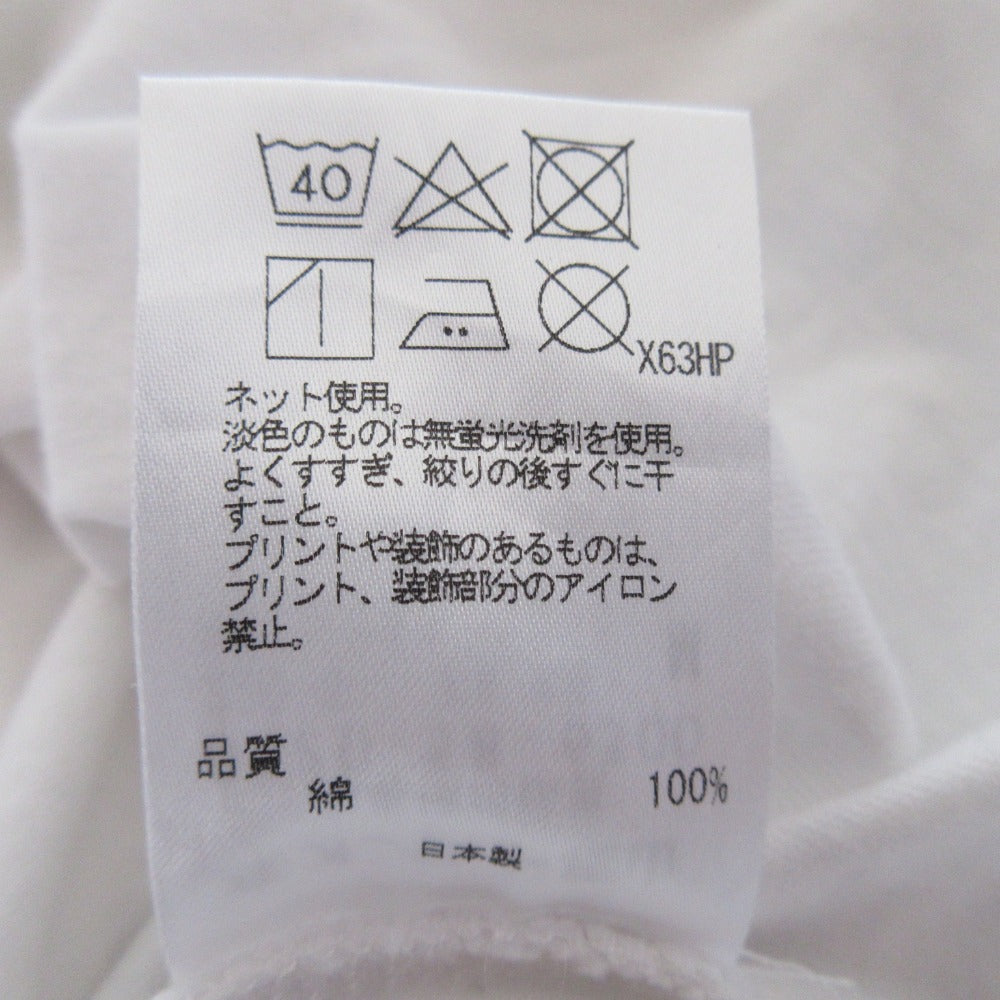 40
X63HP
ネット使用。
淡色のものは無蛍光洗剤を使用。
よくすすぎ、絞りの後すぐに干
すこと。
プリントや装飾のあるものは、
プリント、装飾部分のアイロン
禁止。
品質
綿 100%
日本製